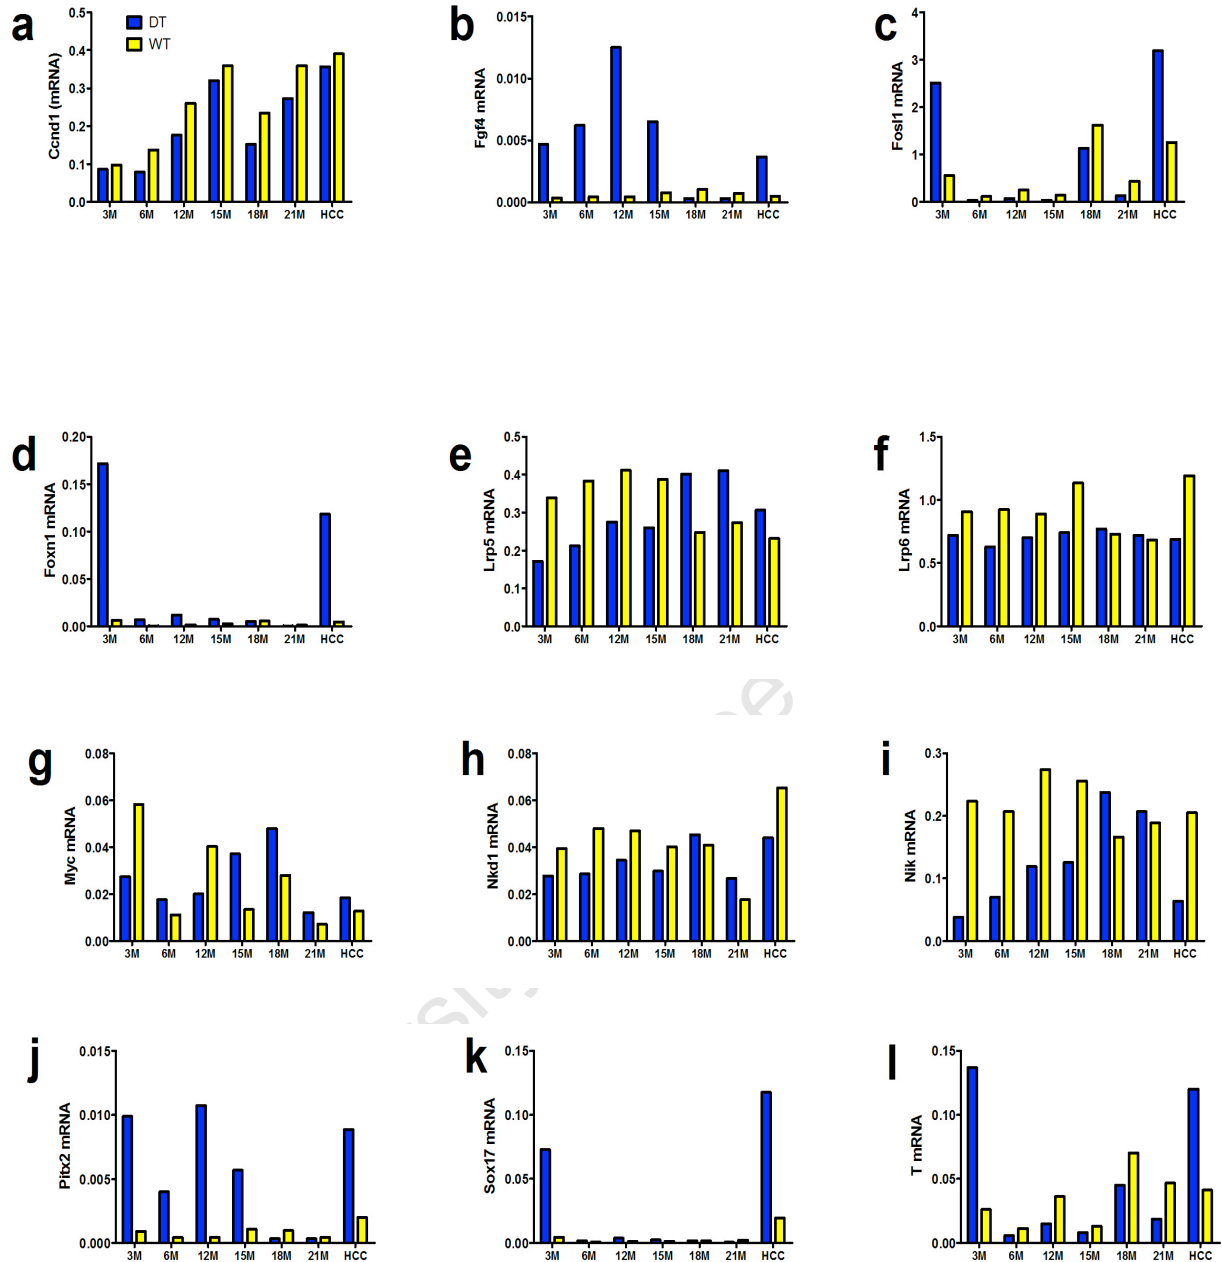 a
Ccnd1 (mRNA)
0.5
0.4
0.3
0.2
0.1
0.0
DT
WT
3M 6M 12M 15M 18M 21M HCC
b
Fgf4 mRNA
0.015
0.010
0.005
0.000
3M 6M 12M 15M 18M 21M HCC
c
Fosl1 mRNA
4
3
2
1
0
3M 6M 12M 15M 18M 21M HCC
d
Foxn1 mRNA
0.20
0.15
0.10
0.05
0.00
3M 6M 12M 15M 18M 21M HCC
e
Lrp5 mRNA
0.5
0.4
0.3
0.2
0.1
0.0
3M 6M 12M 15M 18M 21M HCC
f
Lrp6 mRNA
1.5
1.0
0.5
0.0
3M 6M 12M 15M 18M 21M HCC
g
Myc mRNA
0.08
0.06
0.04
0.02
0.00
3M 6M 12M 15M 18M 21M HCC
h
Nkd1 mRNA
0.08
0.06
0.04
0.02
0.00
3M 6M 12M 15M 18M 21M HCC
i
Nik mRNA
0.3
0.2
0.1
0.0
3M 6M 12M 15M 18M 21M HCC
j
Pitx2 mRNA
0.015
0.010
0.005
0.000
3M 6M 12M 15M 18M 21M HCC
k
Sox17 mRNA
0.15
0.10
0.05
0.00
3M 6M 12M 15M 18M 21M HCC
l
T mRNA
0.15
0.10
0.05
0.00
3M 6M 12M 15M 18M 21M HCC